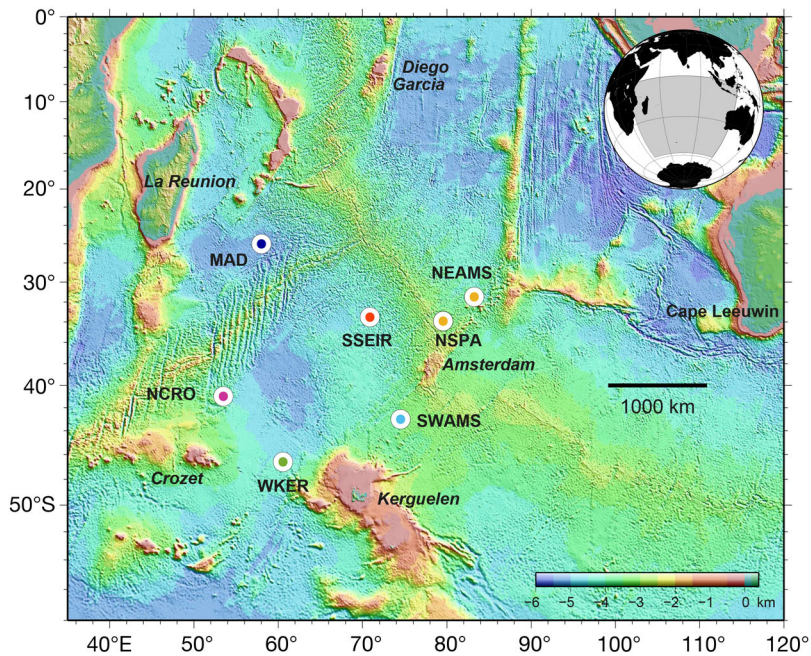 0°
10°
20°
30°
40°
50°S
Diego
Garcia
La Reunion
MAD
NEAMS
Cape Leeuwin
SSEIR
NSPA
Amsterdam
NCRO
1000 km
SWAMS
Crozet
WKER
Kerguelen
−6 −5 −4 −3 −2 −1 0 km
40°E 50° 60° 70° 80° 90° 100° 110° 120°